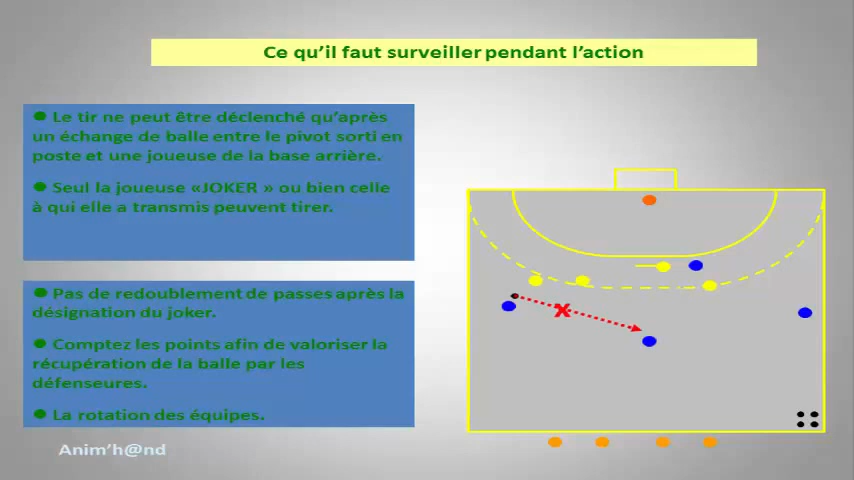 Ce qu'il faut surveiller pendant l'action
● Le tir ne peut être déclenché qu'après
un échange de balle entre le pivot sorti en
poste et une joueuse de la base arrière.
● Seul la joueuse «JOKER » ou bien celle
à qui elle a transmis peuvent tirer.
● Pas de redoublement de passes après la
désignation du joker.
● Comptez les points afin de valoriser la
récupération de la balle par les
défenseures.
● La rotation des équipes.
X
Anim'h@nd